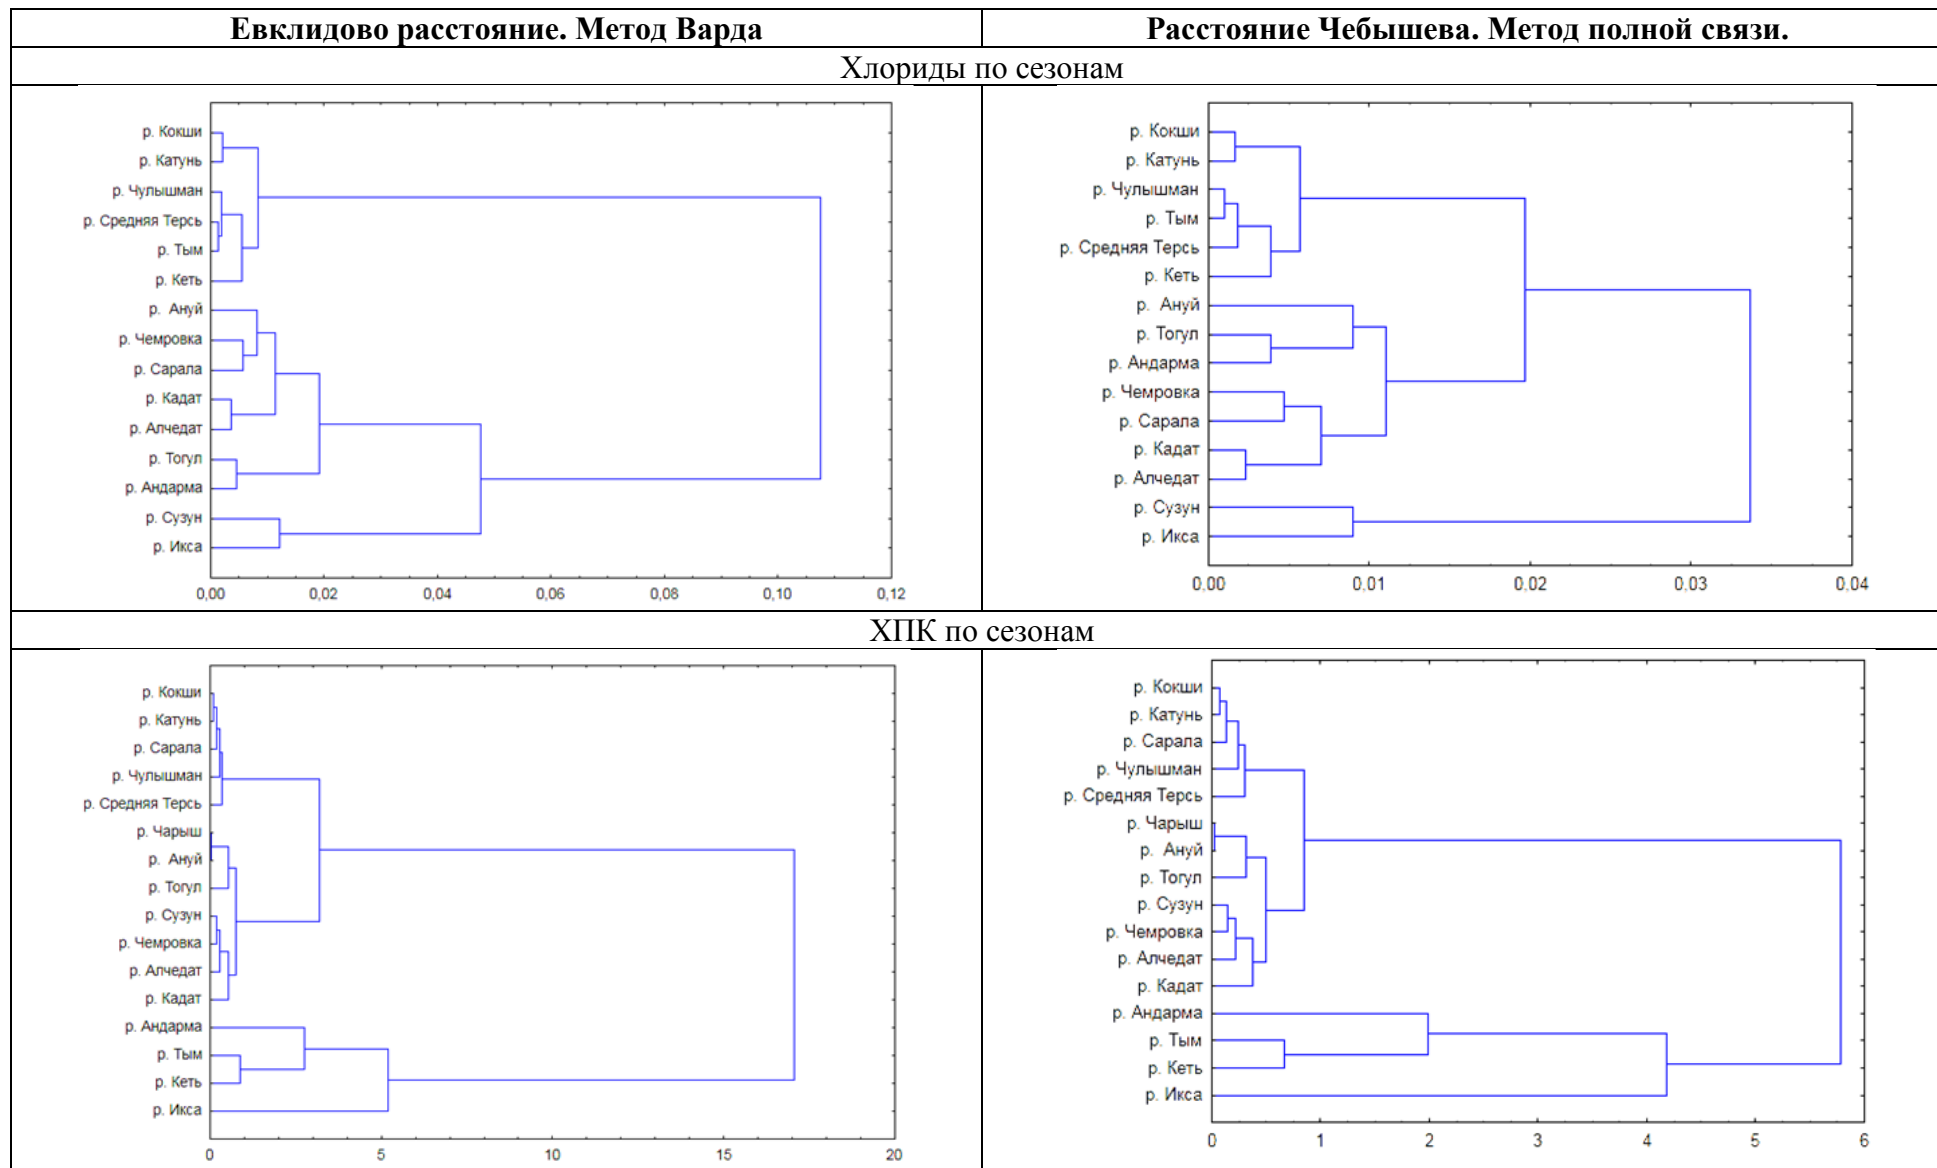 Евклидово расстояние. Метод Варда
Расстояние Чебышева. Метод полной связи.
Хлориды по сезонам
р. Кокши
р. Катунь
р. Чулышман
р. Средняя Терсь
р. Тым
р. Кеть
р. Ануй
р. Чемровка
р. Сарала
р. Кадат
р. Алчедат
р. Тогул
р. Андарма
р. Сузун
р. Икса
0,00 0,02 0,04 0,06 0,08 0,10 0,12
р. Кокши
р. Катунь
р. Чулышман
р. Тым
р. Средняя Терсь
р. Кеть
р. Ануй
р. Тогул
р. Андарма
р. Чемровка
р. Сарала
р. Кадат
р. Алчедат
р. Сузун
р. Икса
0,00 0,01 0,02 0,03 0,04
ХПК по сезонам
р. Кокши
р. Катунь
р. Сарала
р. Чулышман
р. Средняя Терсь
р. Чарыш
р. Ануй
р. Тогул
р. Сузун
р. Чемровка
р. Алчедат
р. Кадат
р. Андарма
р. Тым
р. Кеть
р. Икса
0 5 10 15 20
р. Кокши
р. Катунь
р. Сарала
р. Чулышман
р. Средняя Терсь
р. Чарыш
р. Ануй
р. Тогул
р. Сузун
р. Чемровка
р. Алчедат
р. Кадат
р. Андарма
р. Тым
р. Кеть
р. Икса
0 1 2 3 4 5 6